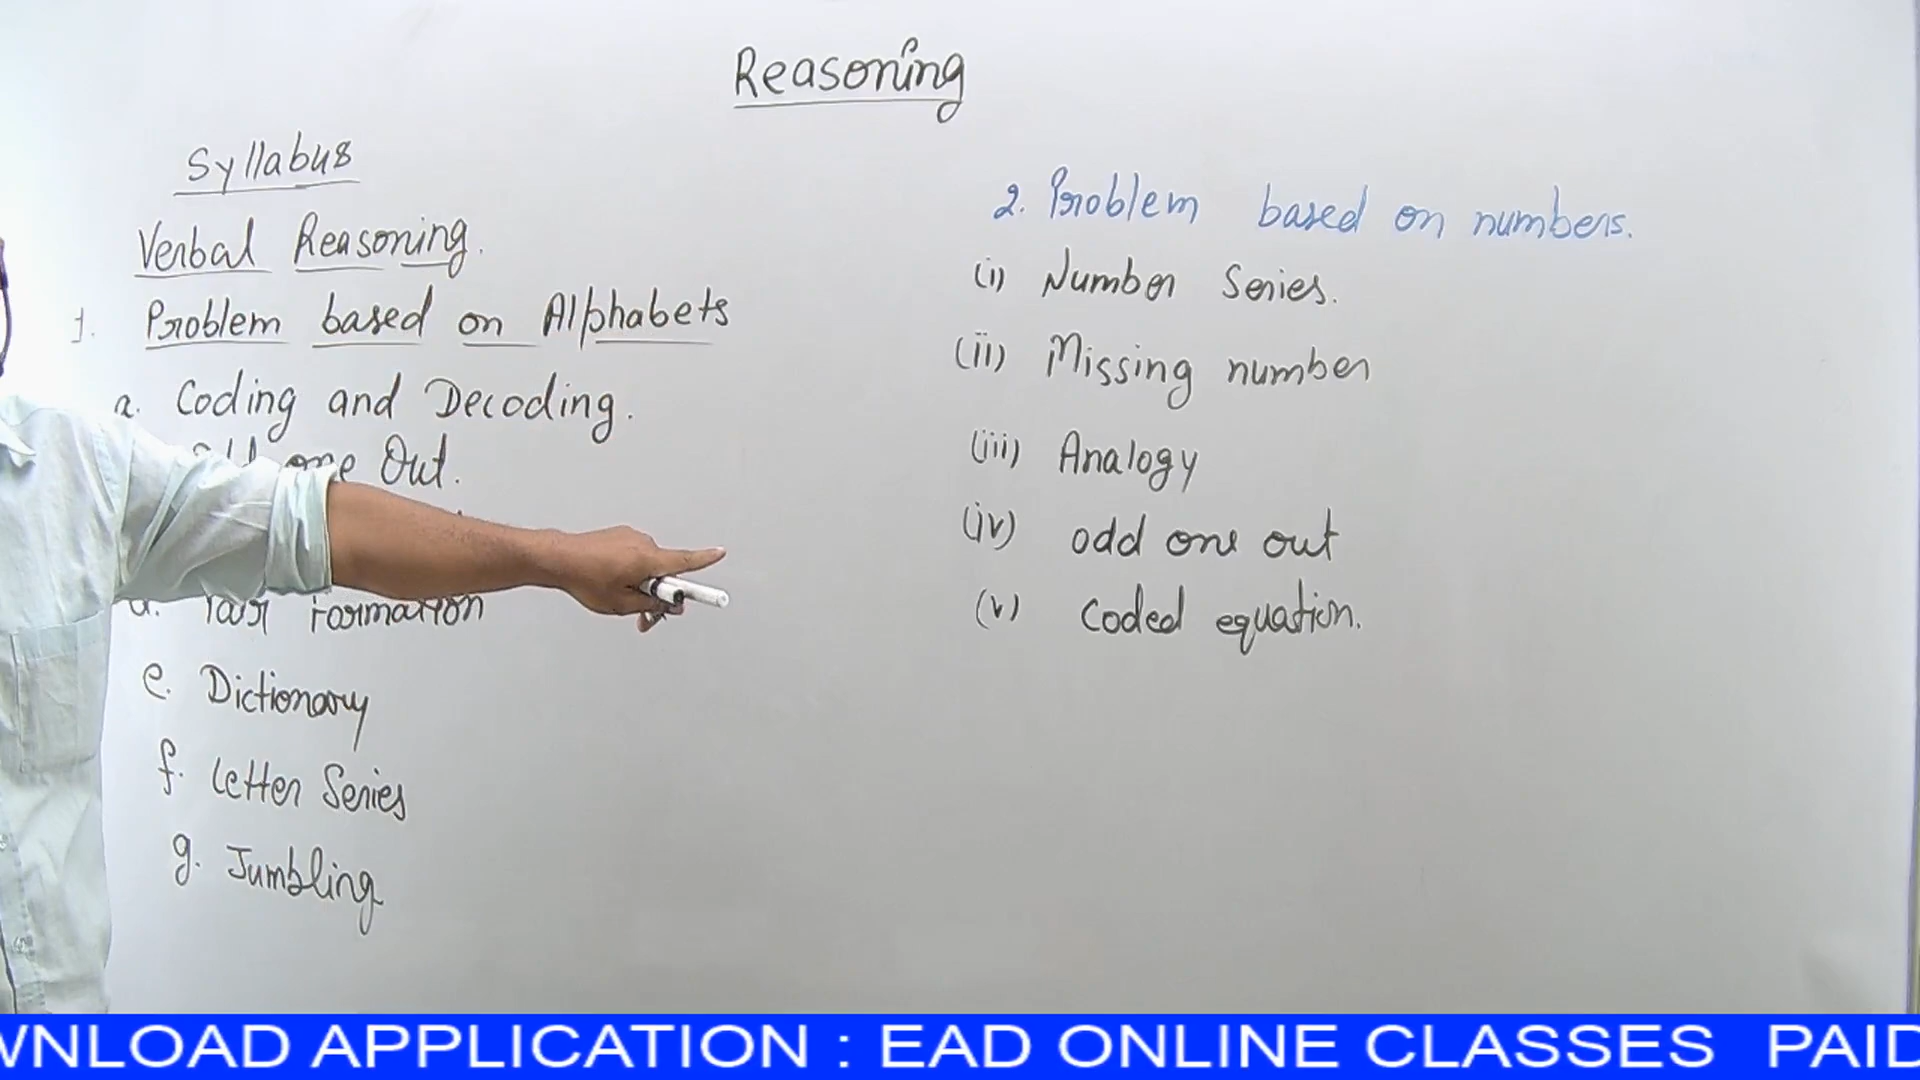 Reasoning
Syllabus
Verbal Reasoning.
1. Problem based on Alphabets
a. Coding and Decoding.
one Out.
Formation
e. Dictionary
f. Letter Series
g. Jumbling
2. Problem based on numbers.
(i) Number Series.
(ii) Missing number
(iii) Analogy
(iv) odd one out
(v) Coded equation.
WNLOAD APPLICATION : EAD ONLINE CLASSES PAID